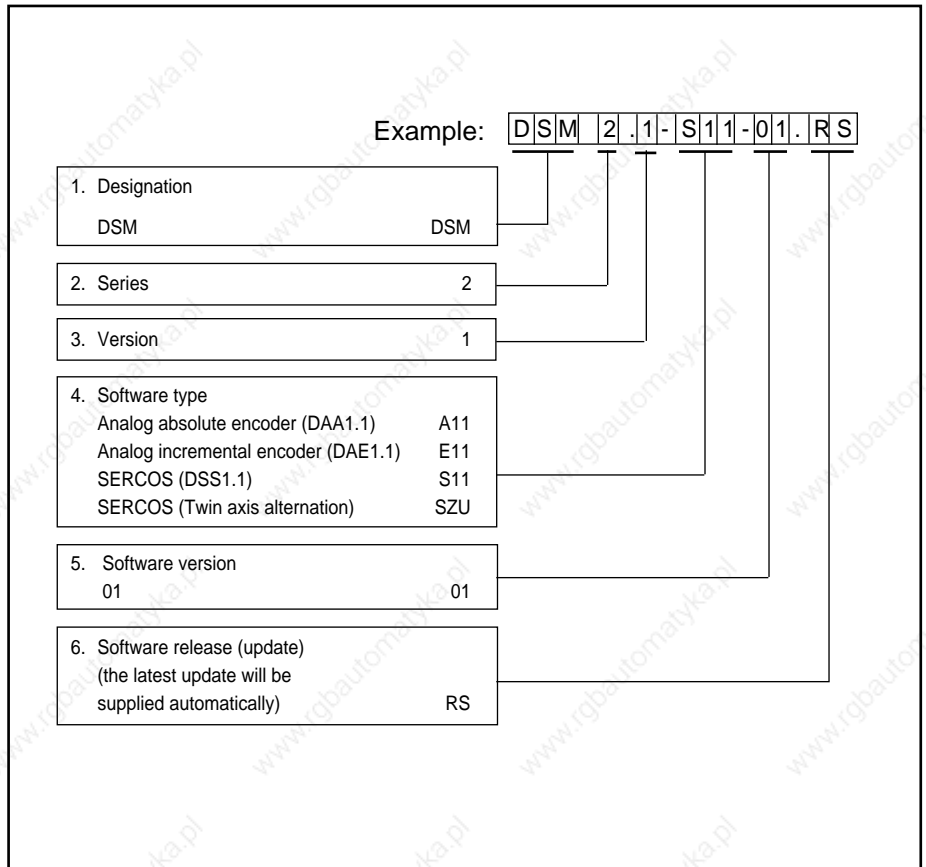 Example: DSM 2.1-S11-01.RS
1. Designation
DSM DSM
2. Series 2
3. Version 1
4. Software type
Analog absolute encoder (DAA1.1) A11
Analog incremental encoder (DAE1.1) E11
SERCOS (DSS1.1) S11
SERCOS (Twin axis alternation) SZU
5. Software version
01 01
6. Software release (update)
(the latest update will be
supplied automatically) RS
www.rgbautomatyka.pl